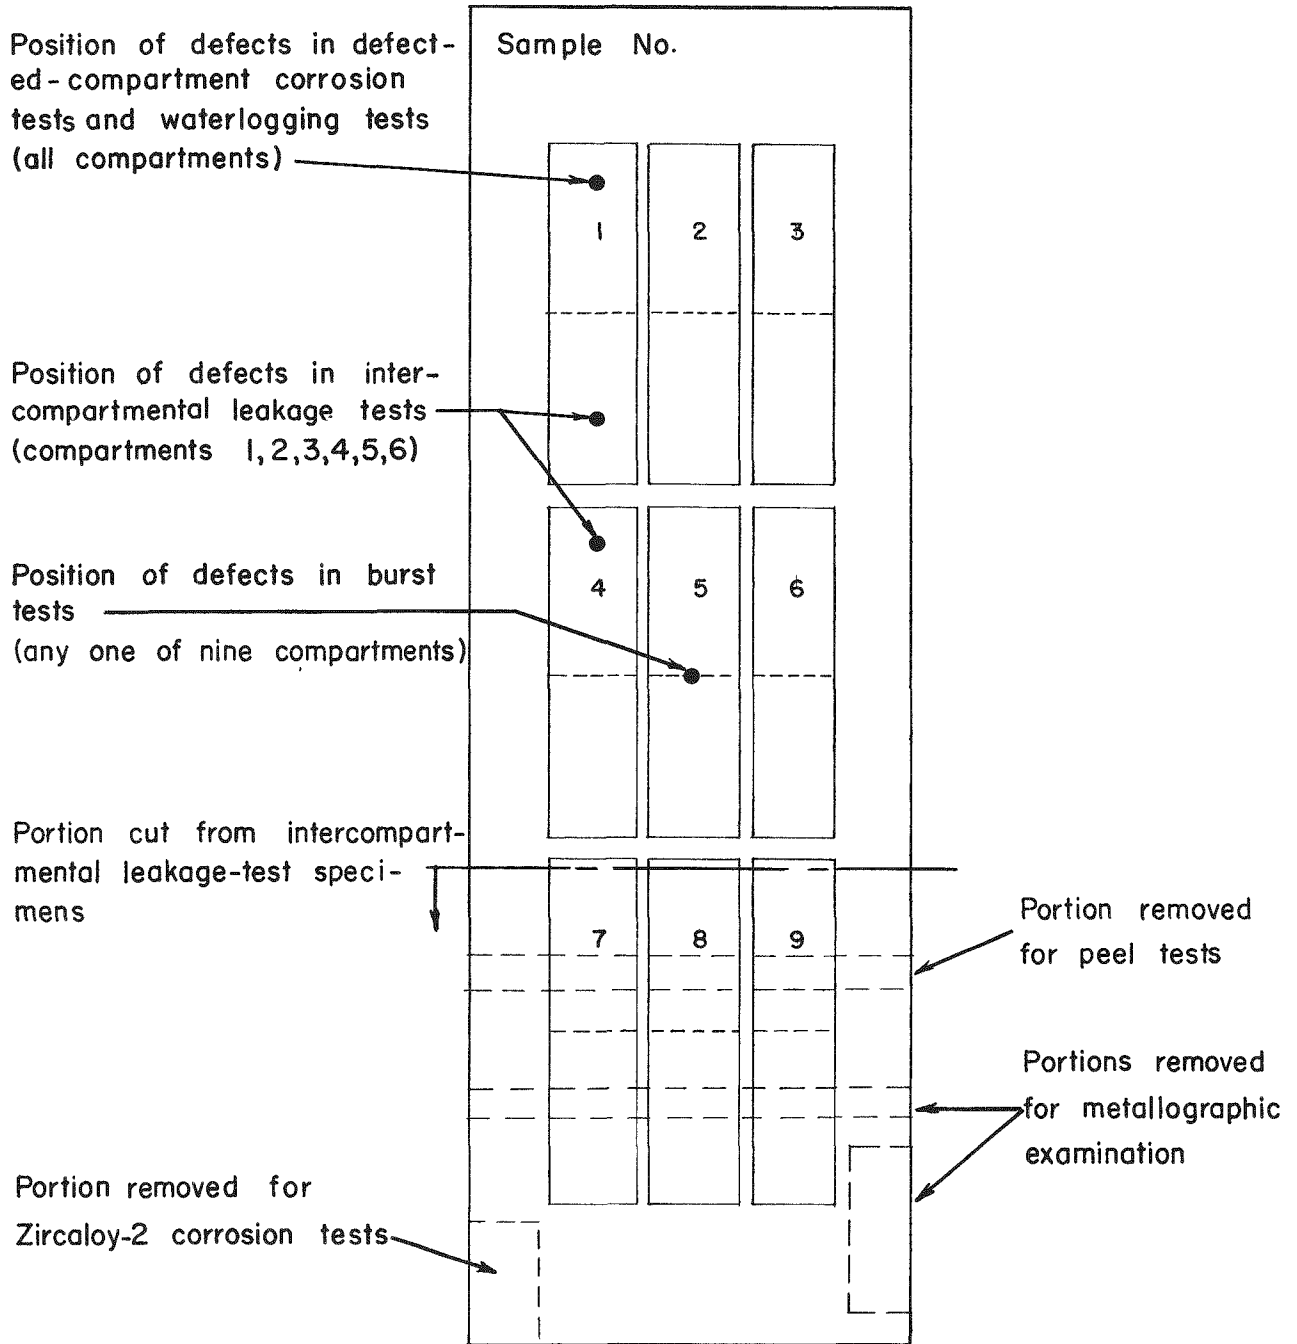 Position of defects in defect-
ed-compartment corrosion
tests and waterlogging tests
(all compartments)
Sample No.
1
2
3
Position of defects in inter-
compartmental leakage tests
(compartments 1,2,3,4,5,6)
4
5
6
Position of defects in burst
tests
(any one of nine compartments)
Portion cut from intercompart-
mental leakage-test speci-
mens
7
8
9
Portion removed
for peel tests
Portions removed
for metallographic
examination
Portion removed for
Zircaloy-2 corrosion tests